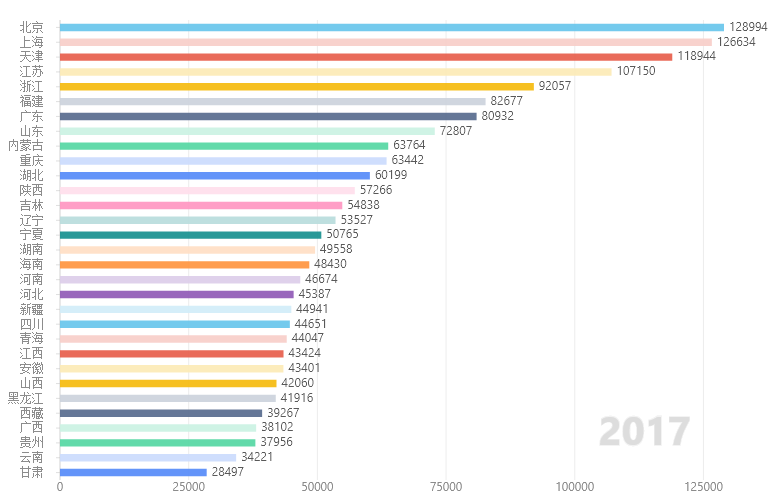 北京 128994
上海 126634
天津 118944
江苏 107150
浙江 92057
福建 82677
广东 80932
山东 72807
内蒙古 63764
重庆 63442
湖北 60199
陕西 57266
吉林 54838
辽宁 53527
宁夏 50765
湖南 49558
海南 48430
河南 46674
河北 45387
新疆 44941
四川 44651
青海 44047
江西 43424
安徽 43401
山西 42060
黑龙江 41916
西藏 39267
广西 38102
贵州 37956
云南 34221
甘肃 28497
2017
0 25000 50000 75000 100000 125000